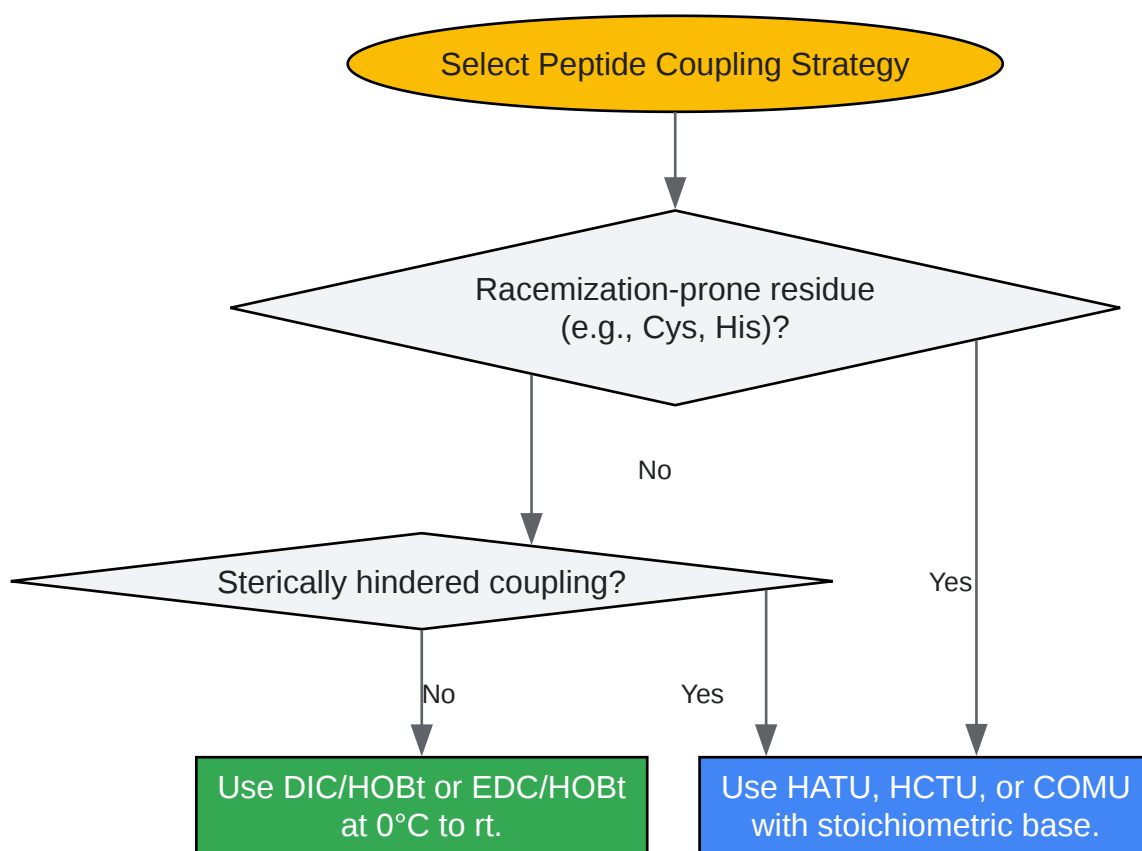 Select Peptide Coupling Strategy
Racemization-prone residue
(e.g., Cys, His)?
No
Sterically hindered coupling?
Yes
No
Yes
Use DIC/HOBt or EDC/HOBt
at 0°C to rt.
Use HATU, HCTU, or COMU
with stoichiometric base.